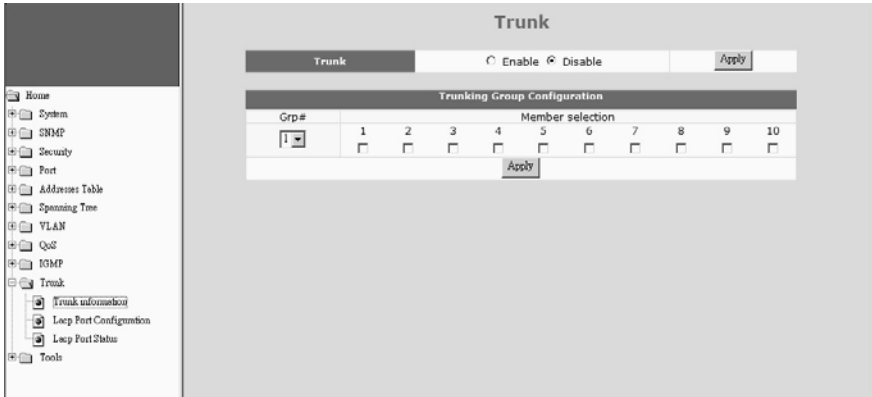 Trunk
Trunk Enable Disable Apply
Trunking Group Configuration
Grp# Member selection
1 1 2 3 4 5 6 7 8 9 10
Apply
Home
System
SNMP
Security
Port
Addresses Table
Spanning Tree
VLAN
QoS
IGMP
Trunk
Trunk information
Lacp Port Configuration
Lacp Port Status
Tools